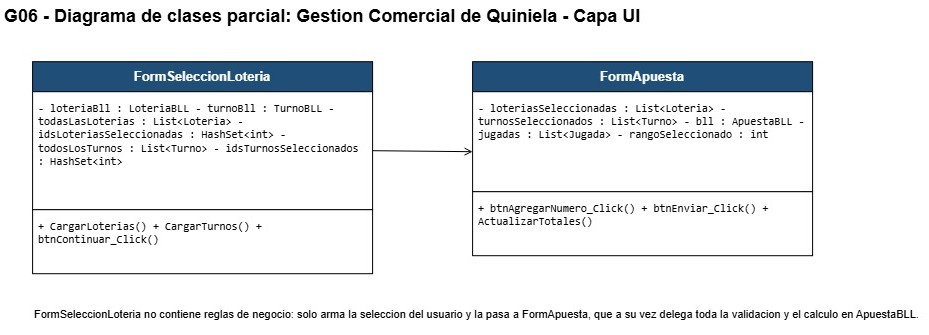 G06 - Diagrama de clases parcial: Gestion Comercial de Quiniela - Capa UI
FormSeleccionLoteria
- loteriaBll : LoteriaBLL - turnoBll : TurnoBLL -
todasLasLoterias : List<Loteria> -
idsLoteriasSeleccionadas : HashSet<int> -
todosLosTurnos : List<Turno> - idsTurnosSeleccionados
: HashSet<int>
+ CargarLoterias() + CargarTurnos() +
btnContinuar_Click()
FormApuesta
- loteriasSeleccionadas : List<Loteria> -
turnosSeleccionados : List<Turno> - bll : ApuestaBLL -
jugadas : List<Jugada> - rangoSeleccionado : int
+ btnAgregarNumero_Click() + btnEnviar_Click() +
ActualizarTotales()
FormSeleccionLoteria no contiene reglas de negocio: solo arma la seleccion del usuario y la pasa a FormApuesta, que a su vez delega toda la validacion y el calculo en ApuestaBLL.